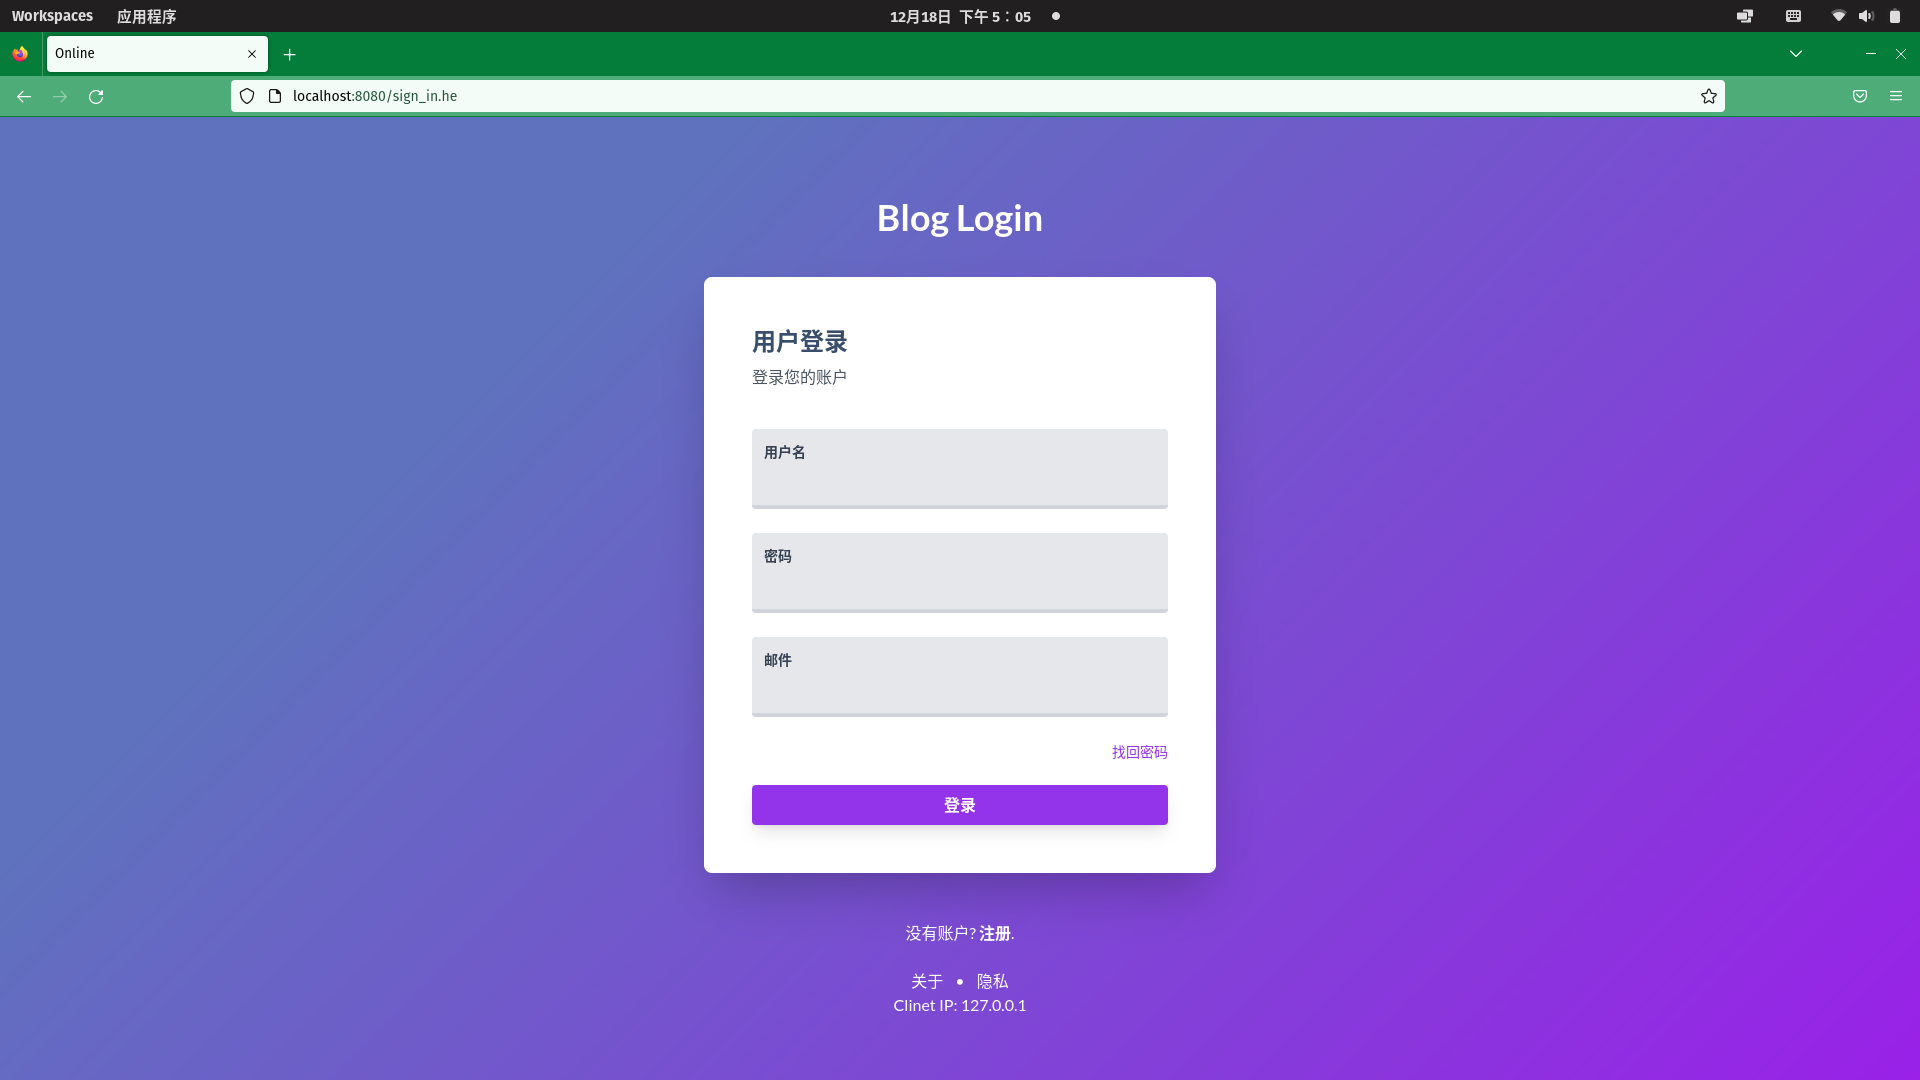 Workspaces 应用程序 12月18日 下午 5：05
Online
localhost:8080/sign_in.he
Blog Login
用户登录
登录您的账户
用户名
密码
邮件
找回密码
登录
没有账户? 注册.
关于 • 隐私
Clinet IP: 127.0.0.1